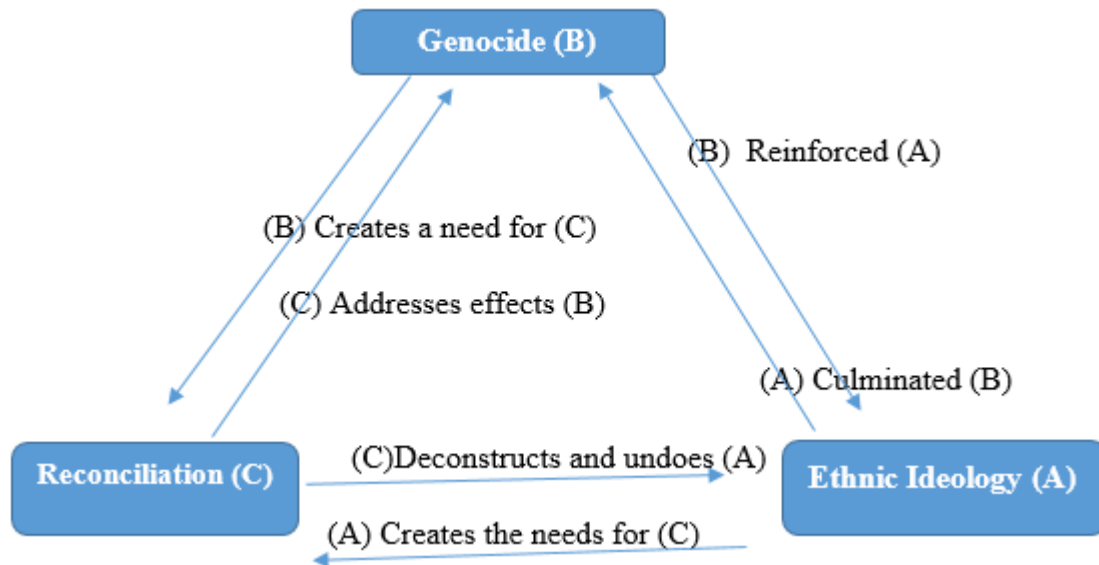 Genocide (B)
(B) Reinforced (A)
(B) Creates a need for (C)
(C) Addresses effects (B)
(A) Culminated (B)
(C)Deconstructs and undoes (A)
Reconciliation (C)
Ethnic Ideology (A)
(A) Creates the needs for (C)